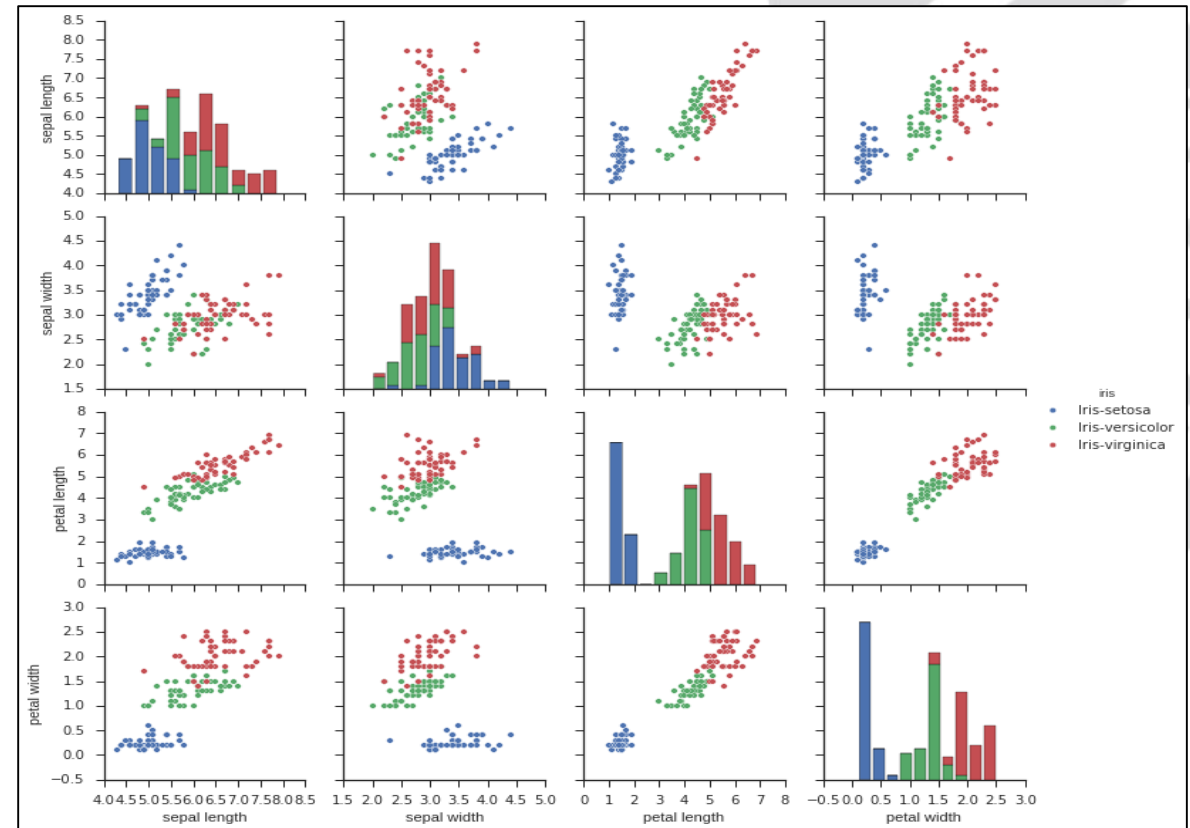 8.5
8.0
7.5
7.0
6.5
6.0
5.5
5.0
4.5
4.0
sepal length
5.0
4.5
4.0
3.5
3.0
2.5
2.0
1.5
sepal width
iris
Iris-setosa
Iris-versicolor
Iris-virginica
8
7
6
5
4
3
2
1
0
petal length
3.0
2.5
2.0
1.5
1.0
0.5
0.0
−0.5
petal width
4.0 4.5 5.0 5.5 6.0 6.5 7.0 7.5 8.0 8.5
sepal length
1.5 2.0 2.5 3.0 3.5 4.0 4.5 5.0
sepal width
0 1 2 3 4 5 6 7 8
petal length
−0.5 0.0 0.5 1.0 1.5 2.0 2.5 3.0
petal width